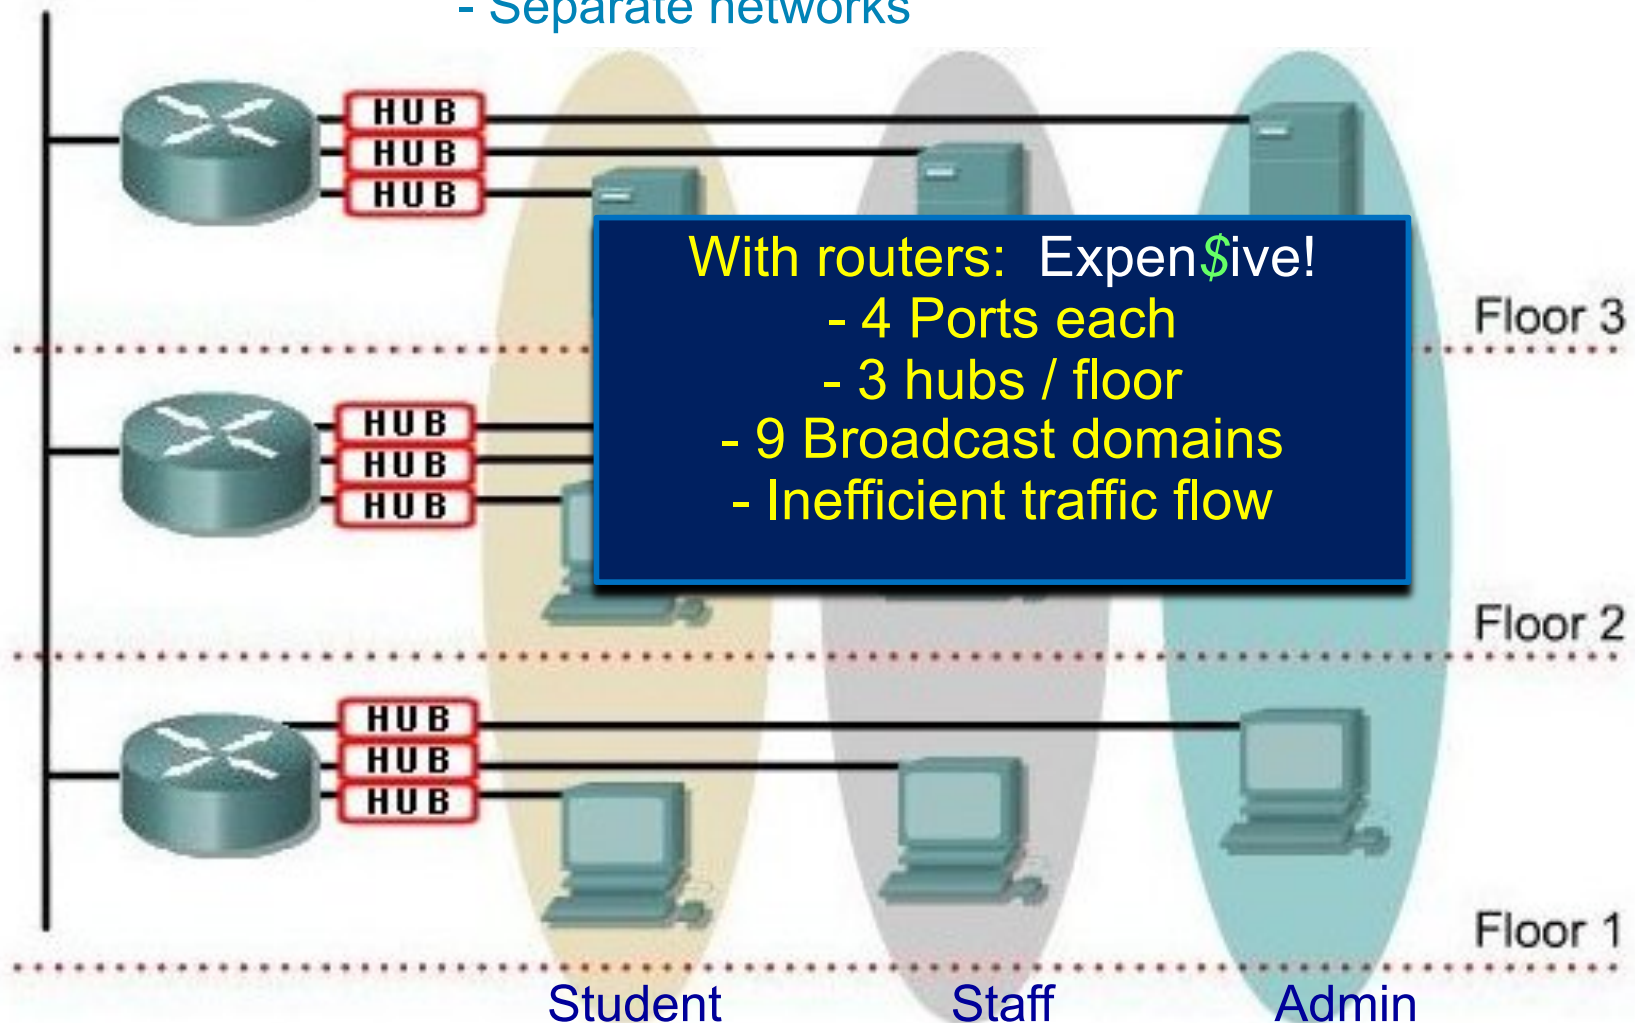 - Separate networks
HUB
HUB
HUB
With routers: Expen$ive!
- 4 Ports each
- 3 hubs / floor
- 9 Broadcast domains
- Inefficient traffic flow
Floor 3
HUB
HUB
HUB
Floor 2
HUB
HUB
HUB
Floor 1
Student Staff Admin